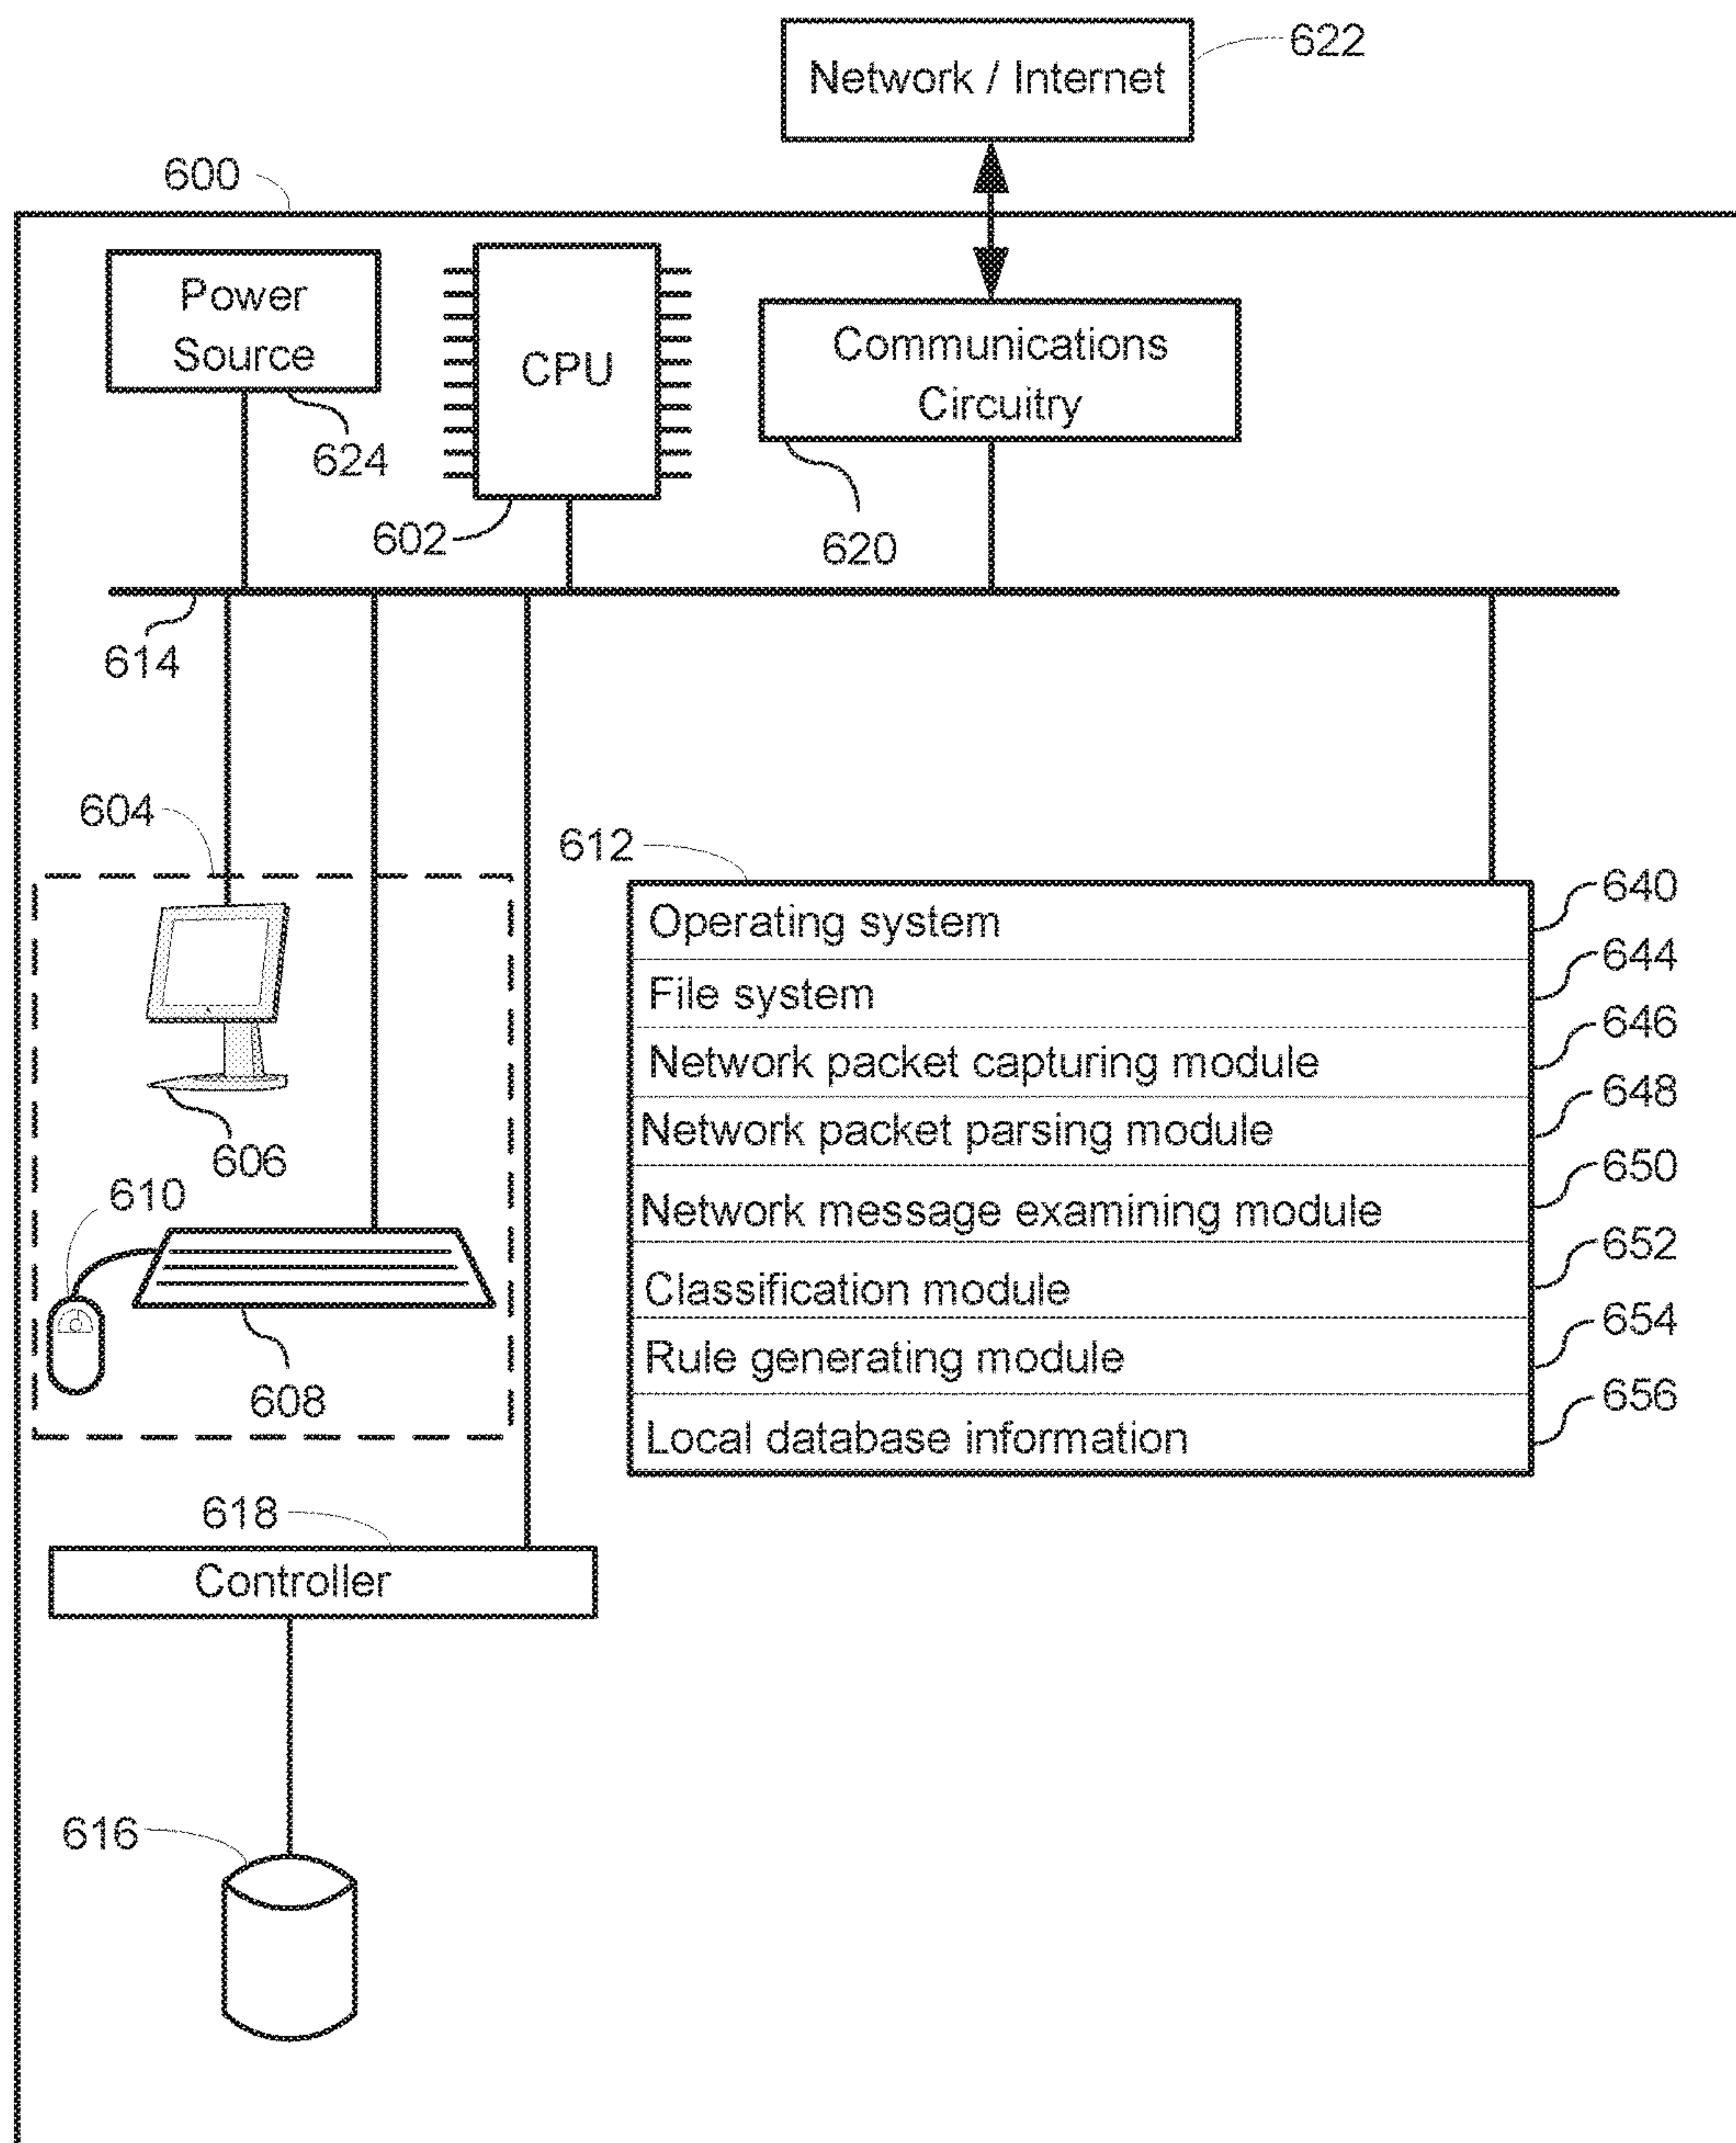 622
Network / Internet
600
Power
Source
624
CPU
602
Communications
Circuitry
620
614
604
606
610
608
612
Operating system
640
File system
644
Network packet capturing module
646
Network packet parsing module
648
Network message examining module
650
Classification module
652
Rule generating module
654
Local database information
656
618
Controller
616